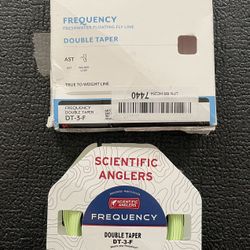 FREQUENCY
FRESHWATER FLOATING FLY LINE
DOUBLE TAPER
AST
TRUE TO WEIGHT LINE
7440
FREQUENCY
DOUBLE TAPER
DT-3-F
SCIENTIFIC
ANGLERS
SCIENTIFIC
ANGLERS
FREQUENCY
DOUBLE TAPER
DT-3-F